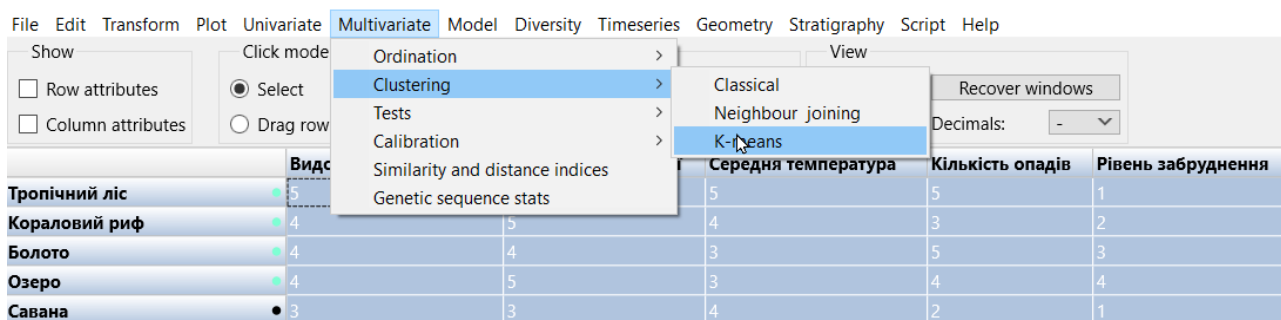 File Edit Transform Plot Univariate Multivariate Model Diversity Timeseries Geometry Stratigraphy Script Help
Show Click mode View
Ordination >
Row attributes Select Clustering > Classical Recover windows
Tests > Neighbour joining
Column attributes Drag row Calibration > K-means Decimals: -
Similarity and distance indices
Середня температура Кількість опадів Рівень забруднення
Genetic sequence stats
Тропічний ліс 5 5 5 1
Кораловий риф 4 5 4 3 2
Болото 4 4 3 5 3
Озеро 4 5 3 4 4
Савана 3 3 4 2 1